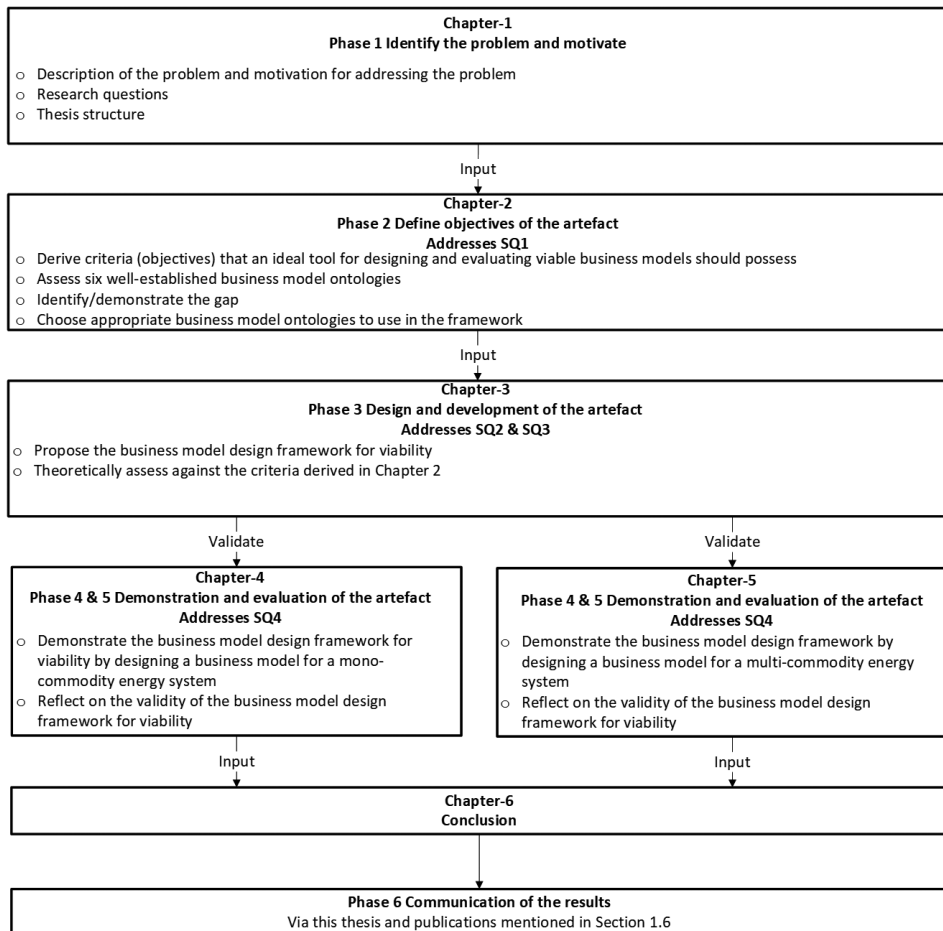 Chapter-1
Phase 1 Identify the problem and motivate
o Description of the problem and motivation for addressing the problem
o Research questions
o Thesis structure
Input
Chapter-2
Phase 2 Define objectives of the artefact
Addresses SQ1
o Derive criteria (objectives) that an ideal tool for designing and evaluating viable business models should possess
o Assess six well-established business model ontologies
o Identify/demonstrate the gap
o Choose appropriate business model ontologies to use in the framework
Input
Chapter-3
Phase 3 Design and development of the artefact
Addresses SQ2 & SQ3
o Propose the business model design framework for viability
o Theoretically assess against the criteria derived in Chapter 2
Validate
Validate
Chapter-4
Phase 4 & 5 Demonstration and evaluation of the artefact
Addresses SQ4
o Demonstrate the business model design framework for
viability by designing a business model for a mono-
commodity energy system
o Reflect on the validity of the business model design
framework for viability
Chapter-5
Phase 4 & 5 Demonstration and evaluation of the artefact
Addresses SQ4
o Demonstrate the business model design framework by
designing a business model for a multi-commodity energy
system
o Reflect on the validity of the business model design
framework for viability
Input
Input
Chapter-6
Conclusion
Phase 6 Communication of the results
Via this thesis and publications mentioned in Section 1.6